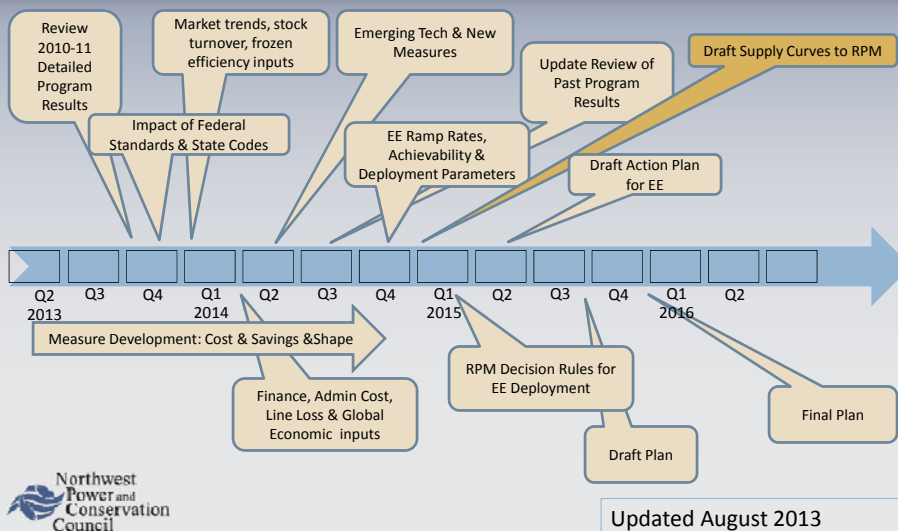 Review
2010-11
Detailed
Program
Results
Market trends, stock
turnover, frozen
efficiency inputs
Impact of Federal
Standards & State Codes
Emerging Tech & New
Measures
EE Ramp Rates,
Achievability &
Deployment Parameters
Update Review of
Past Program
Results
Draft Supply Curves to RPM
Draft Action Plan
for EE
Q2 Q3 Q4 Q1 Q2 Q3 Q4 Q1 Q2 Q3 Q4 Q1 Q2
2013 2014 2015 2016
Measure Development: Cost & Savings &Shape
Finance, Admin Cost,
Line Loss & Global
Economic inputs
RPM Decision Rules for
EE Deployment
Draft Plan
Final Plan
Northwest
Power and
Conservation
Council
Updated August 2013